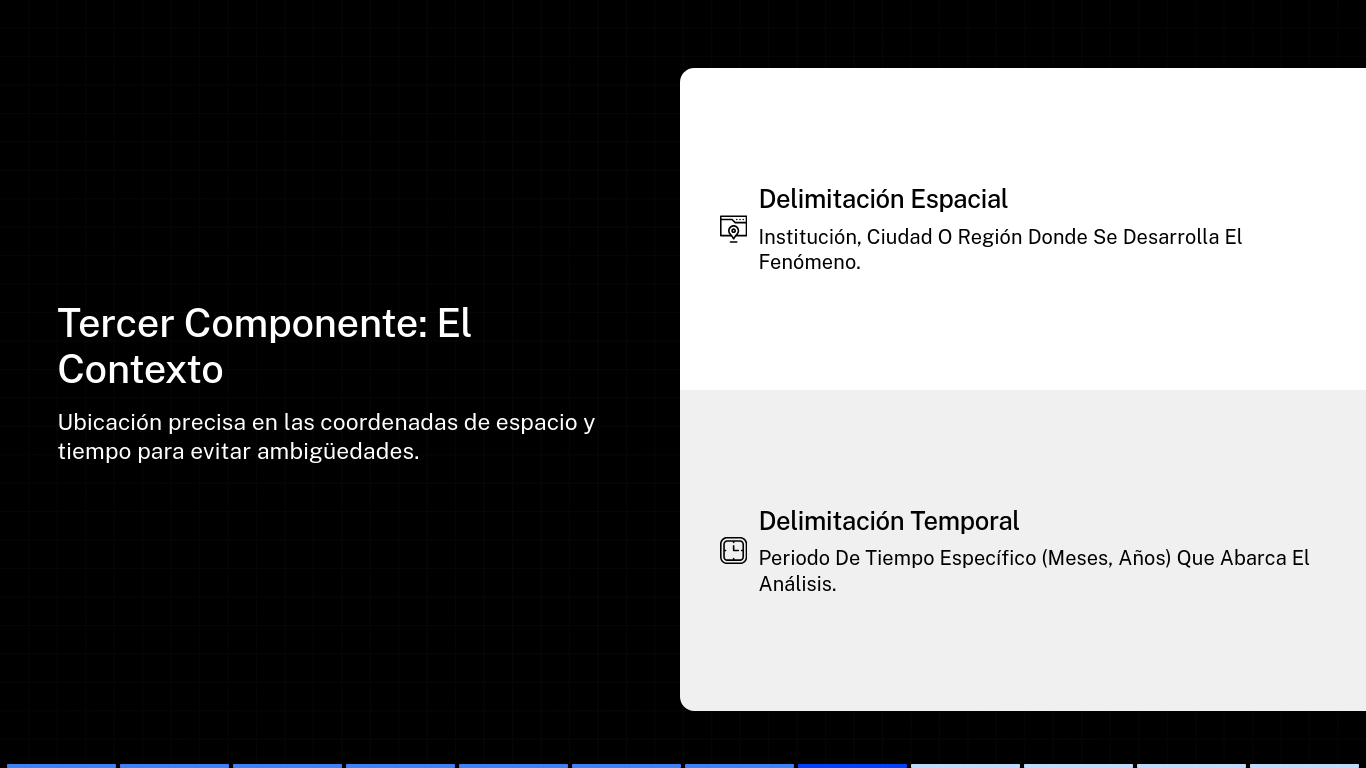 Tercer Componente: El
Contexto
Ubicación precisa en las coordenadas de espacio y
tiempo para evitar ambigüedades.
Delimitación Espacial
Institución, Ciudad O Región Donde Se Desarrolla El
Fenómeno.
Delimitación Temporal
Periodo De Tiempo Específico (Meses, Años) Que Abarca El
Análisis.